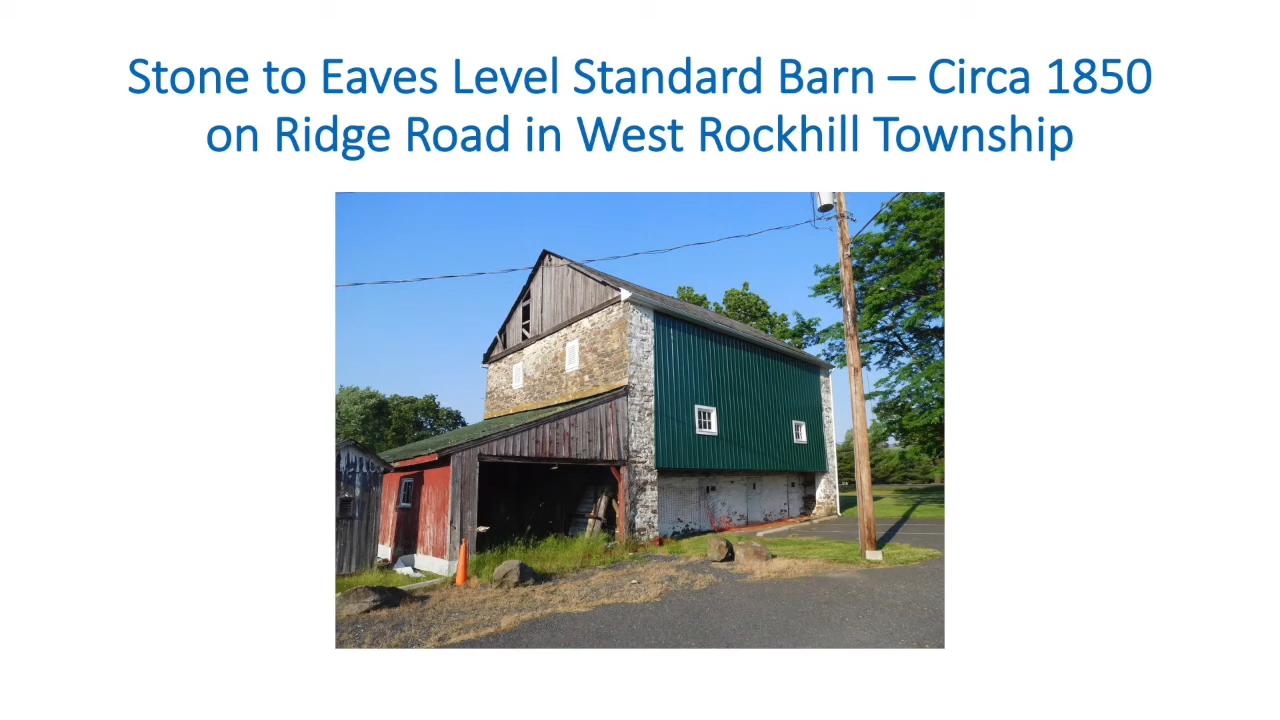 Stone to Eaves Level Standard Barn – Circa 1850
on Ridge Road in West Rockhill Township